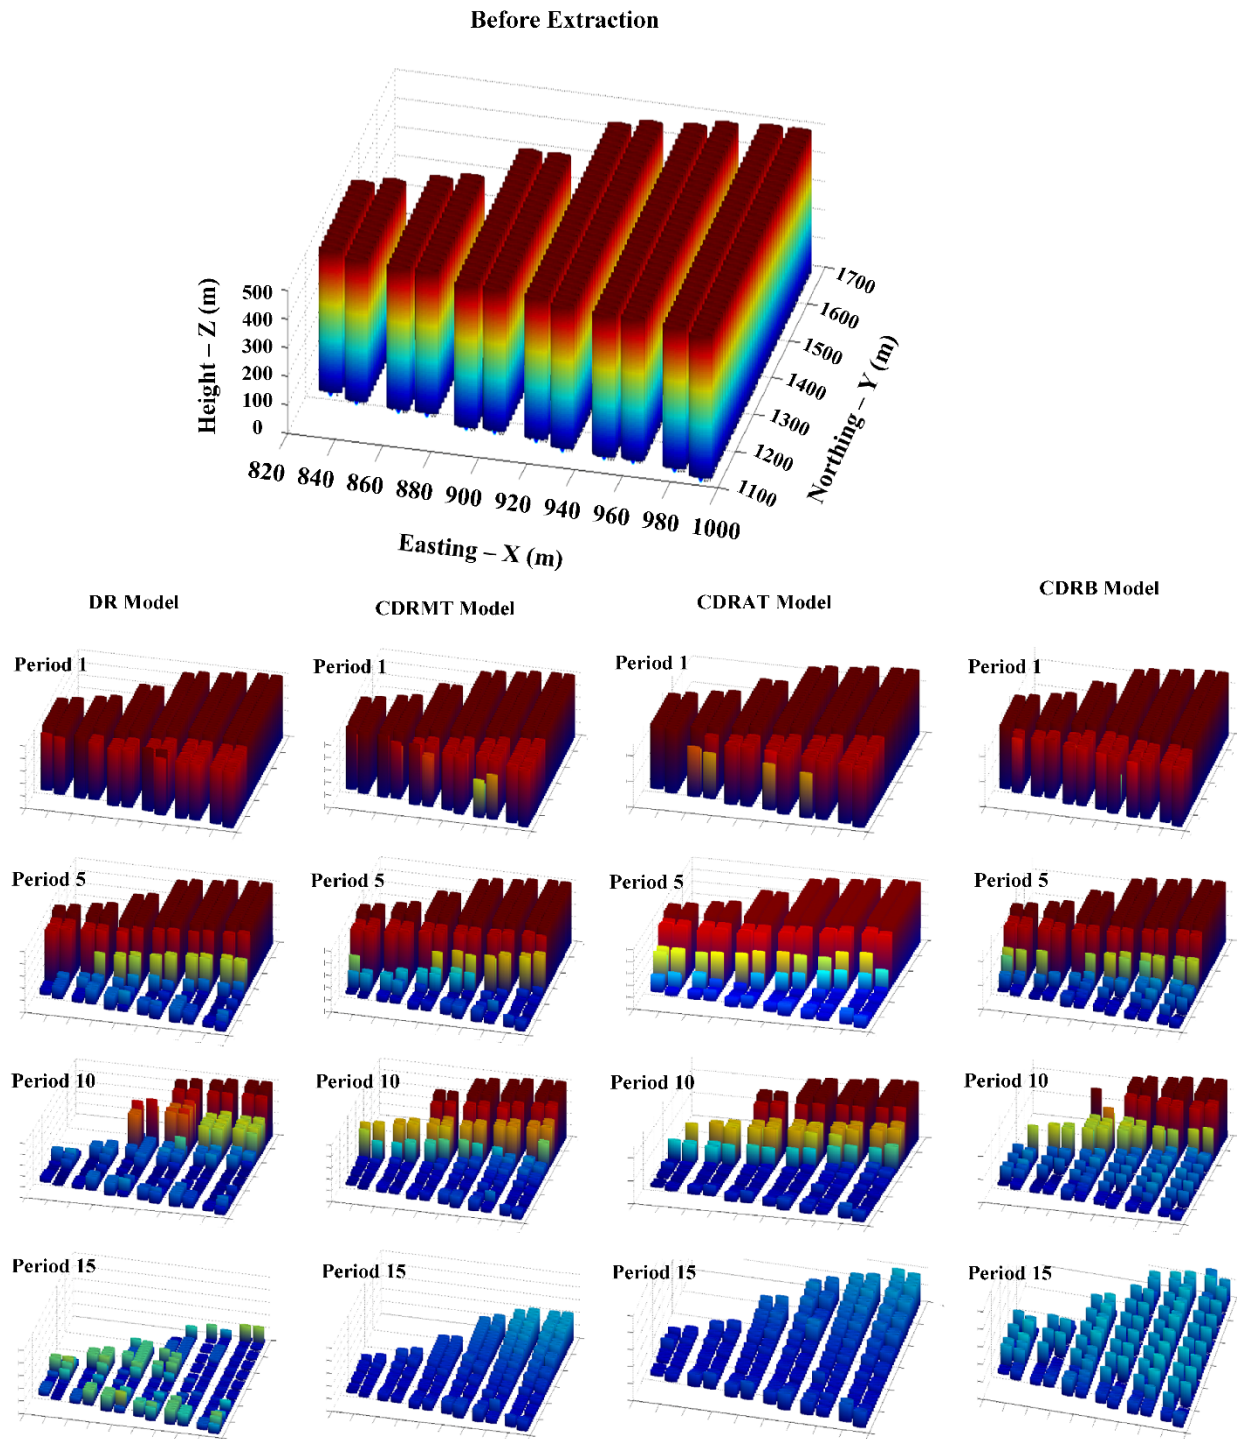 Before Extraction
Height – Z (m)
500
400
300
200
100
0
820 840 860 880 900 920 940 960 980 1000
Easting – X (m)
1700
1600
1500
1400
1300
1200
1100
Northing – Y (m)
DR Model CDRMT Model CDRAT Model CDRB Model
Period 1 Period 1 Period 1 Period 1
Period 5 Period 5 Period 5 Period 5
Period 10 Period 10 Period 10 Period 10
Period 15 Period 15 Period 15 Period 15